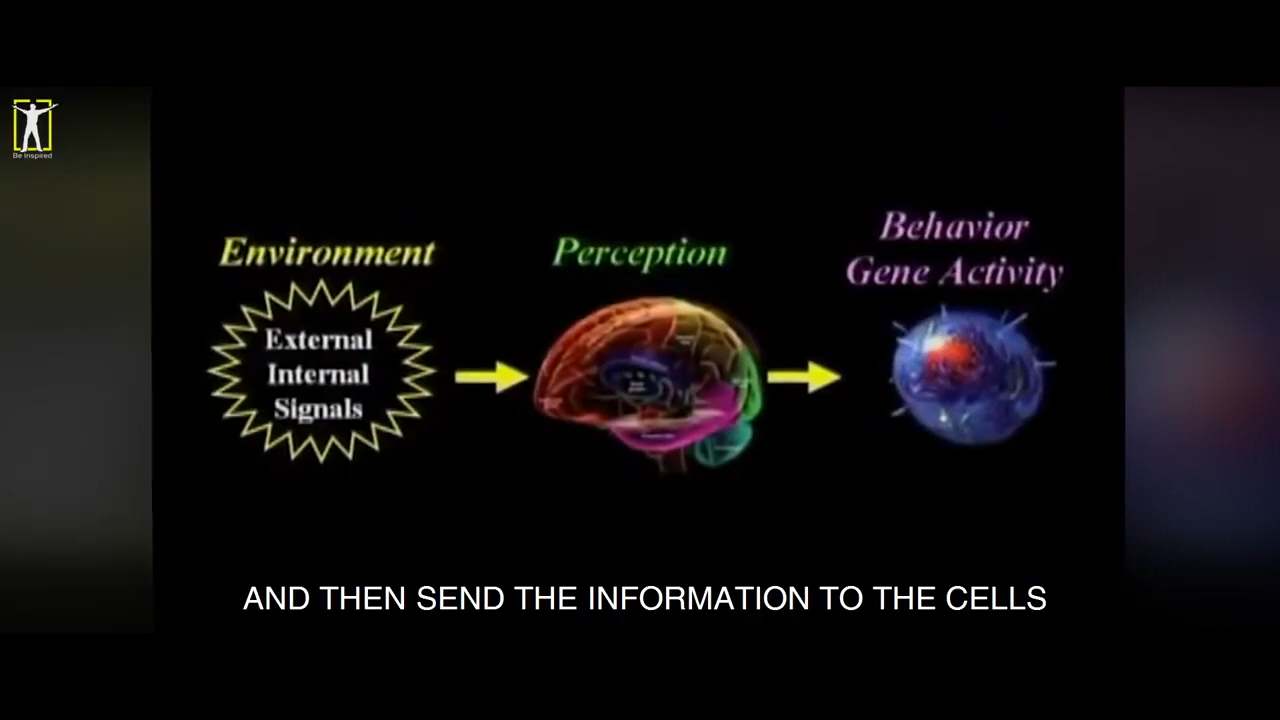 Be Inspired
Environment
External
Internal
Signals
Perception
Behavior
Gene Activity
AND THEN SEND THE INFORMATION TO THE CELLS